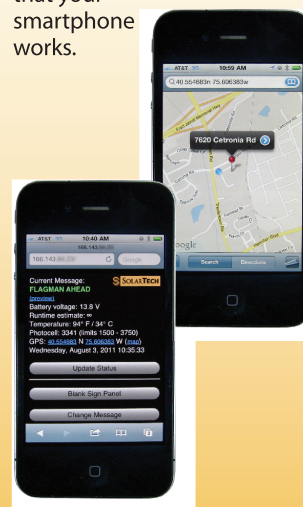 that your
smartphone
works.
AT&T
10:59 AM
40.554683n 75.606383w
7620 Cetronia Rd
Google
Search
Directions
AT&T
10:40 AM
166.143
166.143
Google
Current Message:
SOLARTECH
FLAGMAN AHEAD
(preview)
Battery voltage: 13.8 V
Runtime estimate: ∞
Temperature: 94° F / 34° C
Photocell: 3341 (limits 1500 - 3750)
GPS: 40.554683 N 75.606383 W (map)
Wednesday, August 3, 2011 10:35:33
Update Status
Blank Sign Panel
Change Message